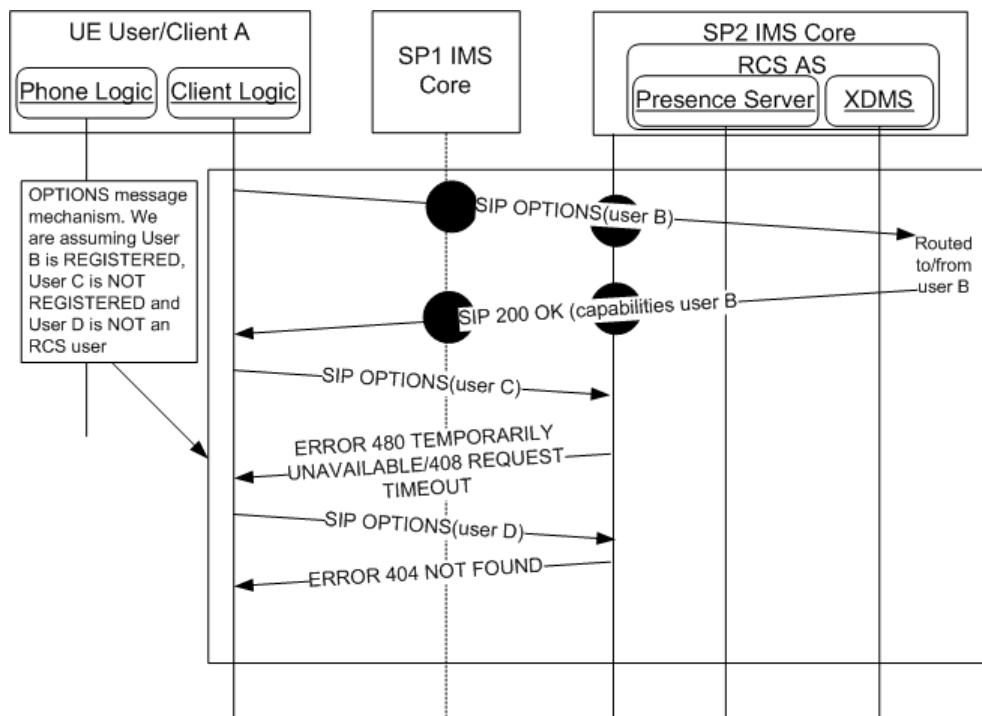 UE User/Client A
Phone Logic
Client Logic
SP1 IMS
Core
SP2 IMS Core
RCS AS
Presence Server
XDMS
OPTIONS message
mechanism. We
are assuming User
B is REGISTERED,
User C is NOT
REGISTERED and
User D is NOT an
RCS user
SIP OPTIONS(user B)
Routed
to/from
user B
SIP 200 OK (capabilities user B
SIP OPTIONS(user C)
ERROR 480 TEMPORARILY
UNAVAILABLE/408 REQUEST
TIMEOUT
SIP OPTIONS(user D)
ERROR 404 NOT FOUND